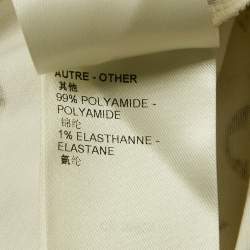 AUTRE - OTHER
其他
99% POLYAMIDE -
POLYAMIDE
锦纶
1% ELASTHANNE -
ELASTANE
氨纶